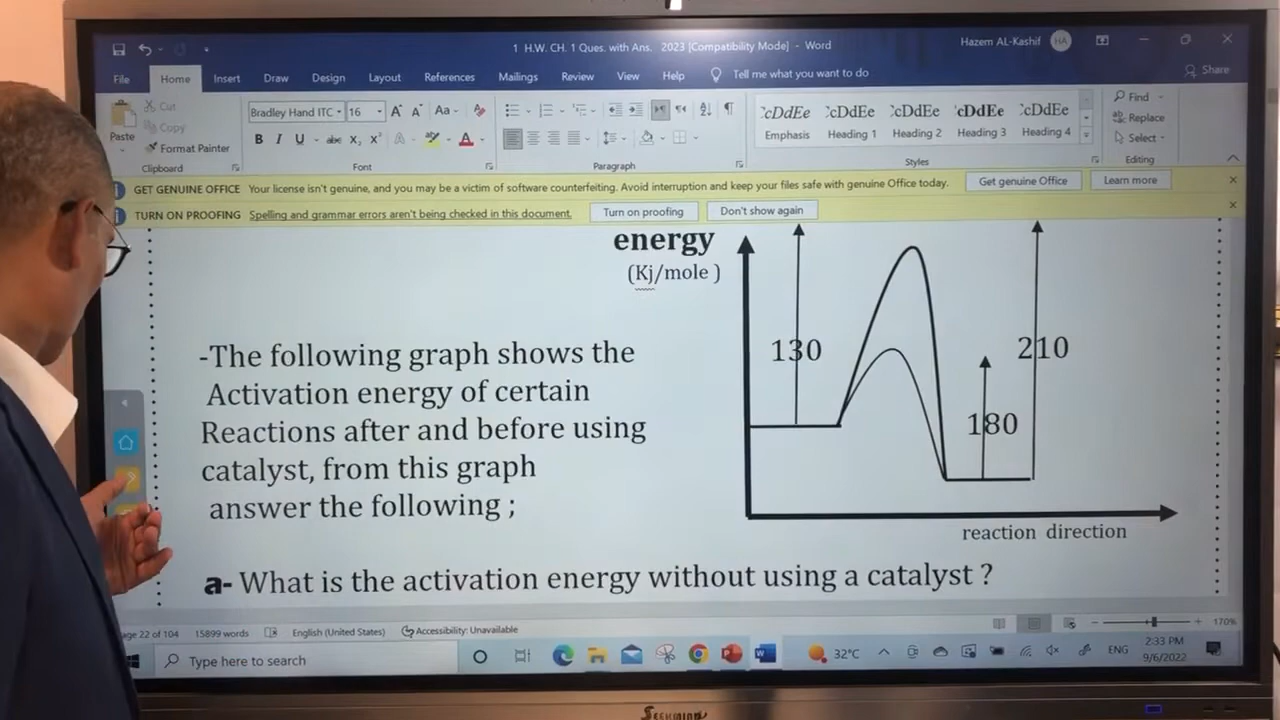 1 H.W. CH. 1 Ques. with Ans. 2023 [Compatibility Mode] - Word
Hazem AL-Kashif HA
File Home Insert Draw Design Layout References Mailings Review View Help Tell me what you want to do
Share
Paste
Cut
Copy
Format Painter
Clipboard
Bradley Hand ITC 16
B I U abc X₂ X²
Font
Paragraph
Emphasis Heading 1 Heading 2 Heading 3 Heading 4
Styles
Find
Replace
Select
Editing
GET GENUINE OFFICE Your license isn't genuine, and you may be a victim of software counterfeiting. Avoid interruption and keep your files safe with genuine Office today. Get genuine Office Learn more
TURN ON PROOFING Spelling and grammar errors aren't being checked in this document. Turn on proofing Don't show again
energy
(Kj/mole )
130
210
180
reaction direction
-The following graph shows the
Activation energy of certain
Reactions after and before using
catalyst, from this graph
answer the following ;
a- What is the activation energy without using a catalyst ?
age 22 of 104 15899 words English (United States) Accessibility: Unavailable 170%
Type here to search
32°C ENG
2:33 PM
9/6/2022